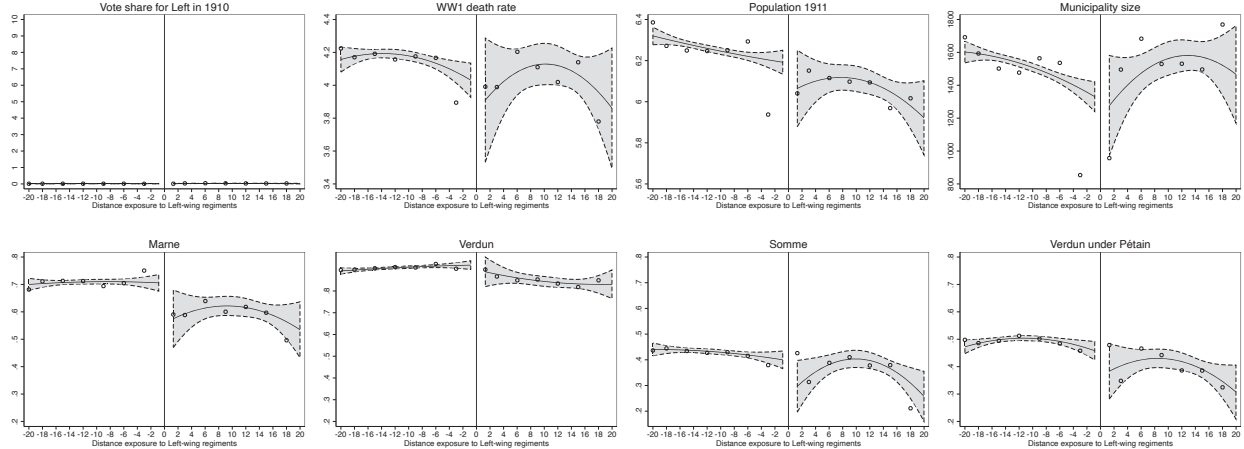 Vote share for Left in 1910
10
9
8
7
6
5
4
3
2
1
0
-20 -18 -16 -14 -12 -10 -8 -6 -4 -2 0 2 4 6 8 10 12 14 16 18 20
Distance exposure to Left-wing regiments
WW1 death rate
4.4
4.2
4
3.8
3.6
3.4
-20 -18 -16 -14 -12 -10 -8 -6 -4 -2 0 2 4 6 8 10 12 14 16 18 20
Distance exposure to Left-wing regiments
Population 1911
6.4
6.2
6
5.8
5.6
-20 -18 -16 -14 -12 -10 -8 -6 -4 -2 0 2 4 6 8 10 12 14 16 18 20
Distance exposure to Left-wing regiments
Municipality size
1800
1600
1400
1200
1000
800
-20 -18 -16 -14 -12 -10 -8 -6 -4 -2 0 2 4 6 8 10 12 14 16 18 20
Distance exposure to Left-wing regiments
Marne
.8
.7
.6
.5
.4
.3
.2
-20 -18 -16 -14 -12 -10 -8 -6 -4 -2 0 2 4 6 8 10 12 14 16 18 20
Distance exposure to Left-wing regiments
Verdun
.8
.7
.6
.5
.4
.3
.2
-20 -18 -16 -14 -12 -10 -8 -6 -4 -2 0 2 4 6 8 10 12 14 16 18 20
Distance exposure to Left-wing regiments
Somme
.8
.7
.6
.5
.4
.3
.2
-20 -18 -16 -14 -12 -10 -8 -6 -4 -2 0 2 4 6 8 10 12 14 16 18 20
Distance exposure to Left-wing regiments
Verdun under Pétain
.8
.7
.6
.5
.4
.3
.2
-20 -18 -16 -14 -12 -10 -8 -6 -4 -2 0 2 4 6 8 10 12 14 16 18 20
Distance exposure to Left-wing regiments